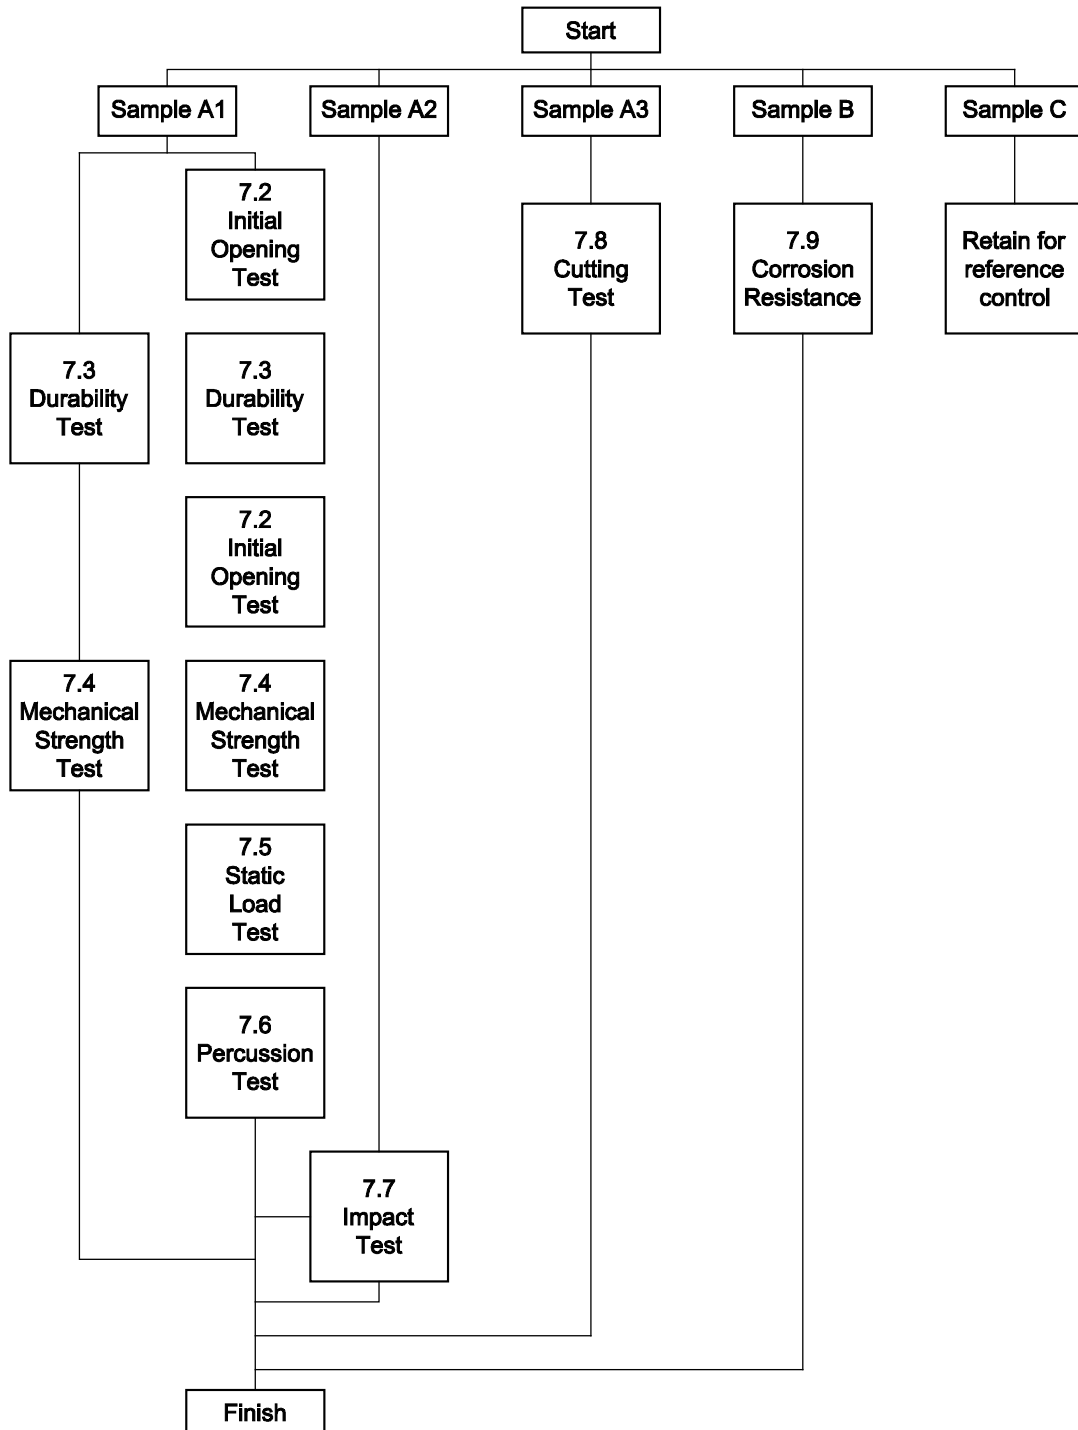 Start
Sample A1
Sample A2
Sample A3
Sample B
Sample C
7.2
Initial
Opening
Test
7.8
Cutting
Test
7.9
Corrosion
Resistance
Retain for
reference
control
7.3
Durability
Test
7.3
Durability
Test
7.2
Initial
Opening
Test
7.4
Mechanical
Strength
Test
7.4
Mechanical
Strength
Test
7.5
Static
Load
Test
7.6
Percussion
Test
7.7
Impact
Test
Finish